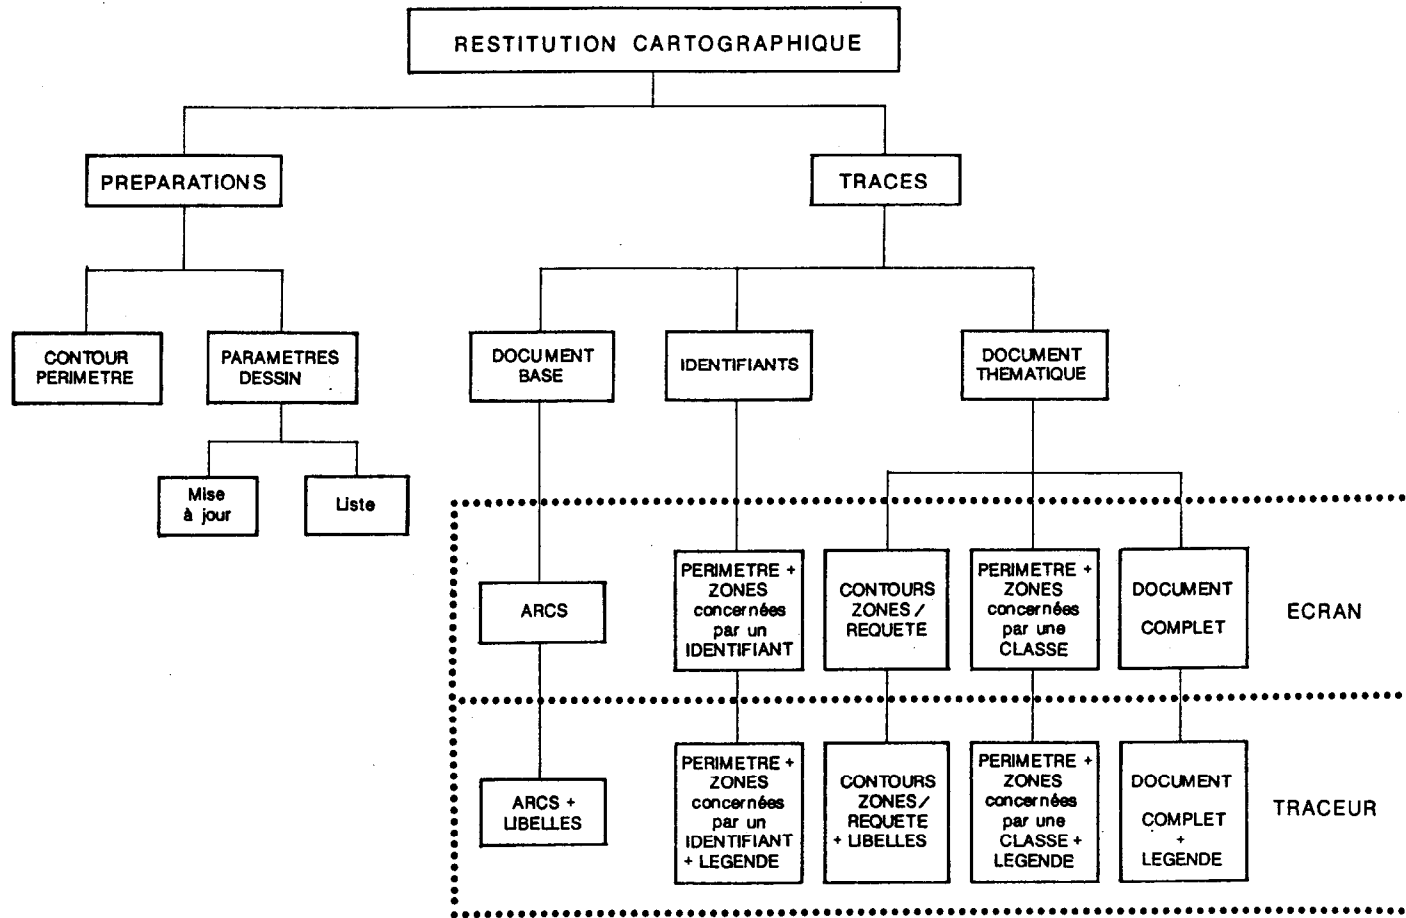 RESTITUTION CARTOGRAPHIQUE
PREPARATIONS
TRACES
CONTOUR
PERIMETRE
PARAMETRES
DESSIN
DOCUMENT
BASE
IDENTIFIANTS
DOCUMENT
THEMATIQUE
Mise
à jour
Liste
ARCS
PERIMETRE +
ZONES
concernées
par un
IDENTIFIANT
CONTOURS
ZONES/
REQUETE
PERIMETRE +
ZONES
concernées
par une
CLASSE
DOCUMENT
COMPLET
ECRAN
ARCS +
LIBELLES
PERIMETRE +
ZONES
concernées
par un
IDENTIFIANT
+ LEGENDE
CONTOURS
ZONES/
REQUETE
+ LIBELLES
PERIMETRE +
ZONES
concernées
par une
CLASSE +
LEGENDE
DOCUMENT
COMPLET
+
LEGENDE
TRACEUR